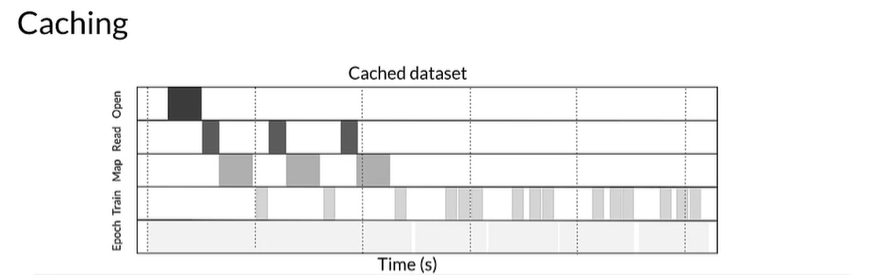 Caching
Cached dataset
Open
Read
Map
Train
Epoch
Time (s)